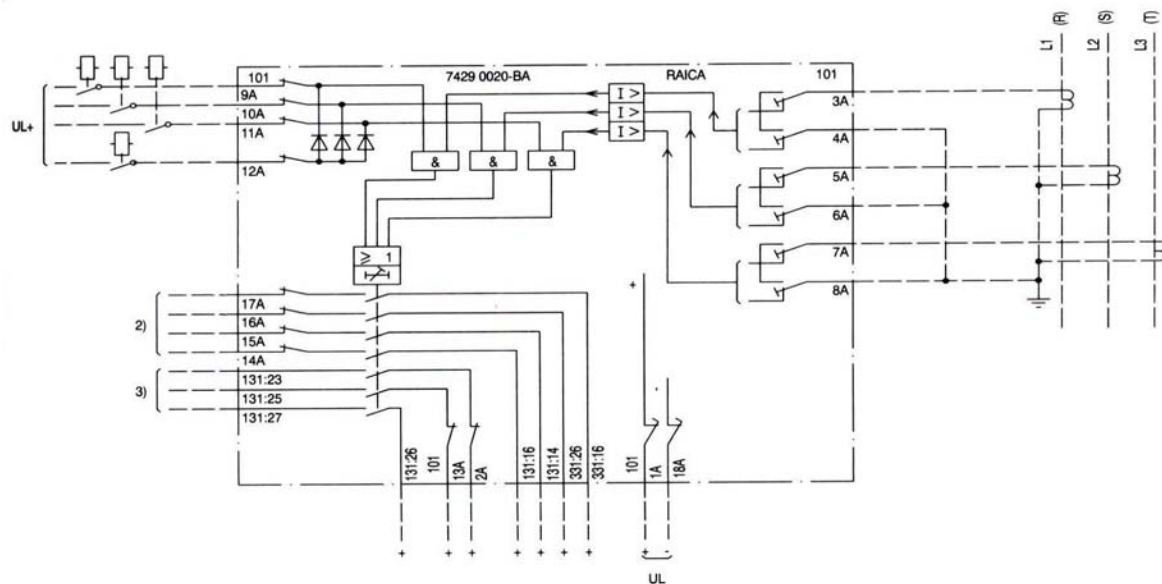 L1 (R)
L2 (S)
L3 (T)
101
7429 0020-BA
RAICA
101
UL+
9A
10A
11A
12A
I >
I >
I >
3A
4A
5A
6A
7A
8A
&
&
&
≥ 1
+
-
2)
17A
16A
15A
14A
3)
131:23
131:25
131:27
131:26
101
13A
2A
131:16
131:14
331:26
331:16
101
1A
18A
+
+
+
+
+
+
+
+
-
UL